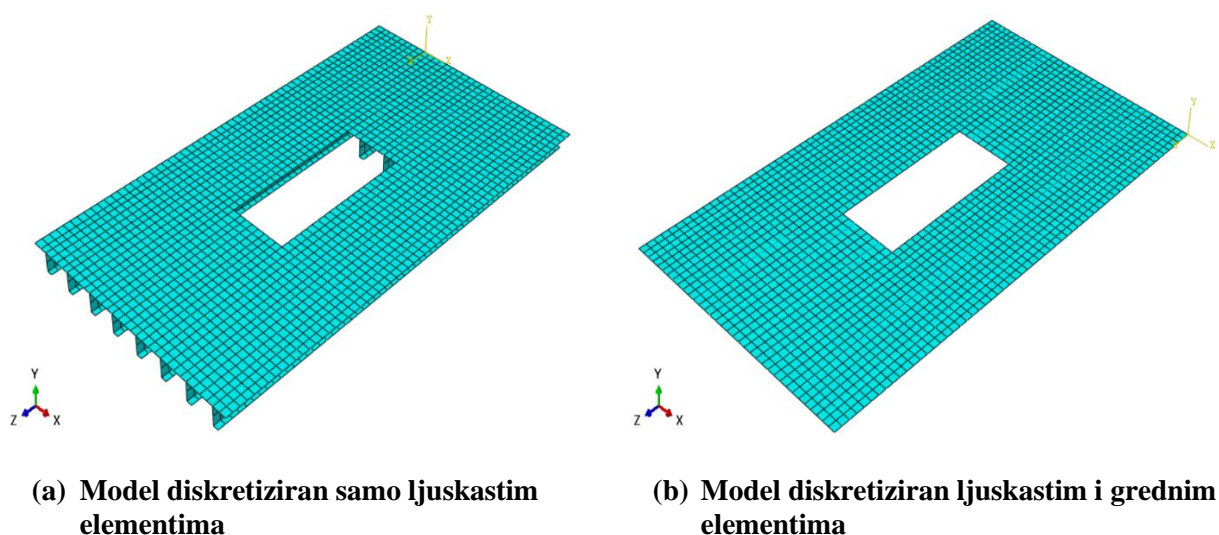 Y
X
Y
Z X
Y
Z X
(a) Model diskretiziran samo ljuskastim
elementima
(b) Model diskretiziran ljuskastim i grednim
elementima